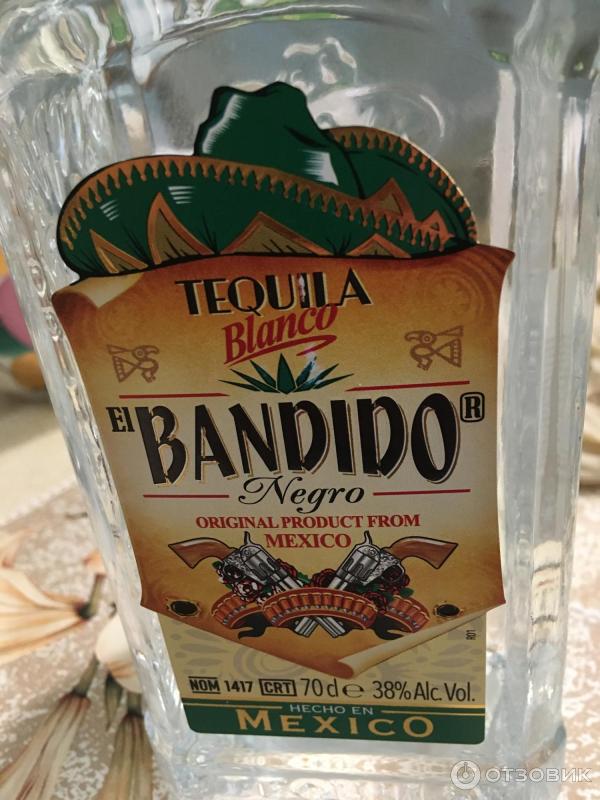 TEQUILA
Blanco
El BANDIDO®
Negro
ORIGINAL PRODUCT FROM
MEXICO
NOM 1417 CRT 70 cl e 38% Alc. Vol.
HECHO EN
MEXICO
R01
ОТЗОВИК